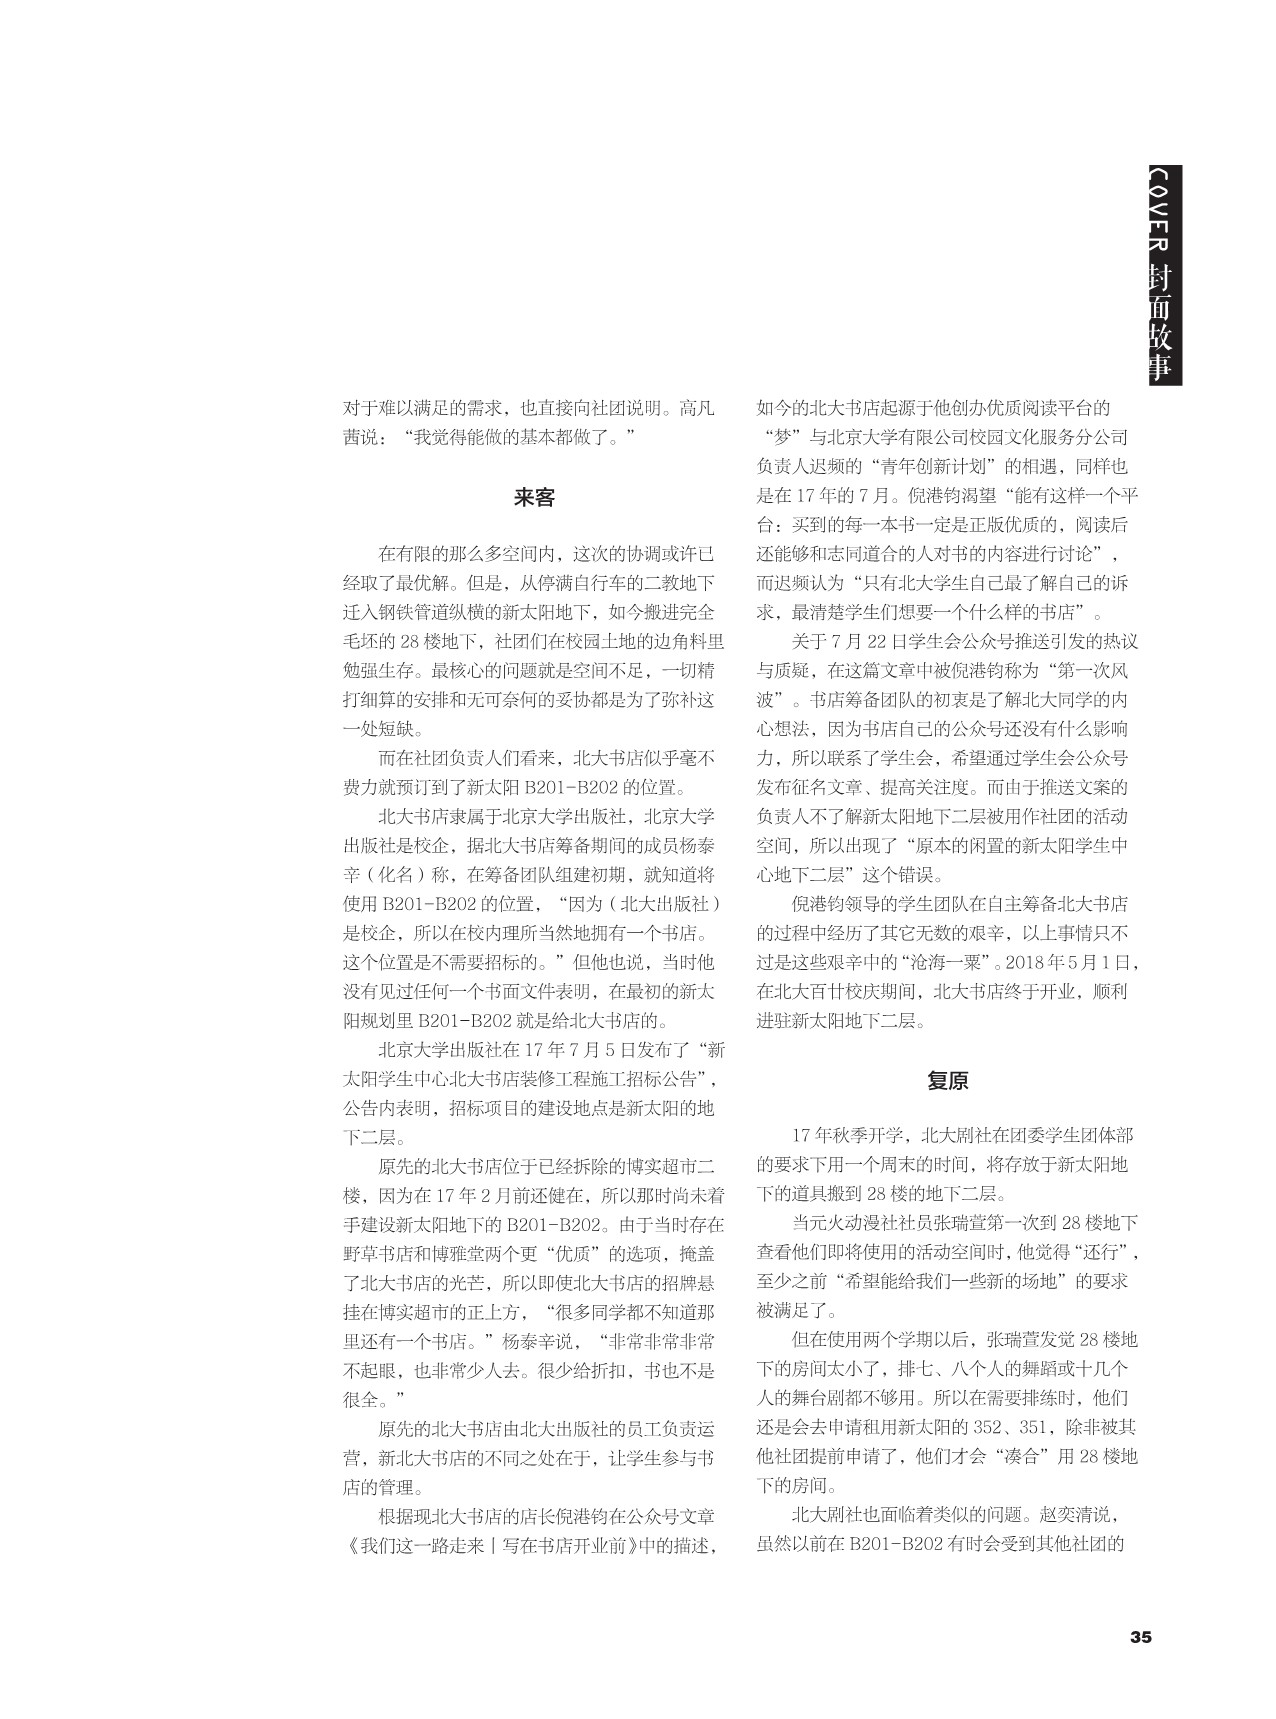 COVER 封面故事
对于难以满足的需求，也直接向社团说明。高凡
茜说：“我觉得能做的基本都做了。”
来客
在有限的那么多空间内，这次的协调或许已
经取了最优解。但是，从停满自行车的二教地下
迁入钢铁管道纵横的新太阳地下，如今搬进完全
毛坯的 28 楼地下，社团们在校园土地的边角料里
勉强生存。最核心的问题就是空间不足，一切精
打细算的安排和无可奈何的妥协都是为了弥补这
一处短缺。
而在社团负责人们看来，北大书店似乎毫不
费力就预订到了新太阳 B201-B202 的位置。
北大书店隶属于北京大学出版社，北京大学
出版社是校企，据北大书店筹备期间的成员杨泰
辛（化名）称，在筹备团队组建初期，就知道将
使用 B201-B202 的位置，“因为（北大出版社）
是校企，所以在校内理所当然地拥有一个书店。
这个位置是不需要招标的。”但他也说，当时他
没有见过任何一个书面文件表明，在最初的新太
阳规划里 B201-B202 就是给北大书店的。
北京大学出版社在 17 年 7 月 5 日发布了“新
太阳学生中心北大书店装修工程施工招标公告”，
公告内表明，招标项目的建设地点是新太阳的地
下二层。
原先的北大书店位于已经拆除的博实超市二
楼，因为在 17 年 2 月前还健在，所以那时尚未着
手建设新太阳地下的 B201-B202。由于当时存在
野草书店和博雅堂两个更“优质”的选项，掩盖
了北大书店的光芒，所以即使北大书店的招牌悬
挂在博实超市的正上方，“很多同学都不知道那
里还有一个书店。”杨泰辛说，“非常非常非常
不起眼，也非常少人去。很少给折扣，书也不是
很全。”
原先的北大书店由北大出版社的员工负责运
营，新北大书店的不同之处在于，让学生参与书
店的管理。
根据现北大书店的店长倪港钧在公众号文章
《我们这一路走来丨写在书店开业前》中的描述，
如今的北大书店起源于他创办优质阅读平台的
“梦”与北京大学有限公司校园文化服务分公司
负责人迟频的“青年创新计划”的相遇，同样也
是在 17 年的 7 月。倪港钧渴望“能有这样一个平
台：买到的每一本书一定是正版优质的，阅读后
还能够和志同道合的人对书的内容进行讨论”，
而迟频认为“只有北大学生自己最了解自己的诉
求，最清楚学生们想要一个什么样的书店”。
关于 7 月 22 日学生会公众号推送引发的热议
与质疑，在这篇文章中被倪港钧称为“第一次风
波”。书店筹备团队的初衷是了解北大同学的内
心想法，因为书店自己的公众号还没有什么影响
力，所以联系了学生会，希望通过学生会公众号
发布征名文章、提高关注度。而由于推送文案的
负责人不了解新太阳地下二层被用作社团的活动
空间，所以出现了“原本的闲置的新太阳学生中
心地下二层”这个错误。
倪港钧领导的学生团队在自主筹备北大书店
的过程中经历了其它无数的艰辛，以上事情只不
过是这些艰辛中的“沧海一粟”。2018 年 5 月 1 日，
在北大百廿校庆期间，北大书店终于开业，顺利
进驻新太阳地下二层。
复原
17 年秋季开学，北大剧社在团委学生团体部
的要求下用一个周末的时间，将存放于新太阳地
下的道具搬到 28 楼的地下二层。
当元火动漫社社员张瑞萱第一次到 28 楼地下
查看他们即将使用的活动空间时，他觉得“还行”，
至少之前“希望能给我们一些新的场地”的要求
被满足了。
但在使用两个学期以后，张瑞萱发觉 28 楼地
下的房间太小了，排七、八个人的舞蹈或十几个
人的舞台剧都不够用。所以在需要排练时，他们
还是会去申请租用新太阳的 352、351，除非被其
他社团提前申请了，他们才会“凑合”用 28 楼地
下的房间。
北大剧社也面临着类似的问题。赵奕清说，
虽然以前在 B201-B202 有时会受到其他社团的
35